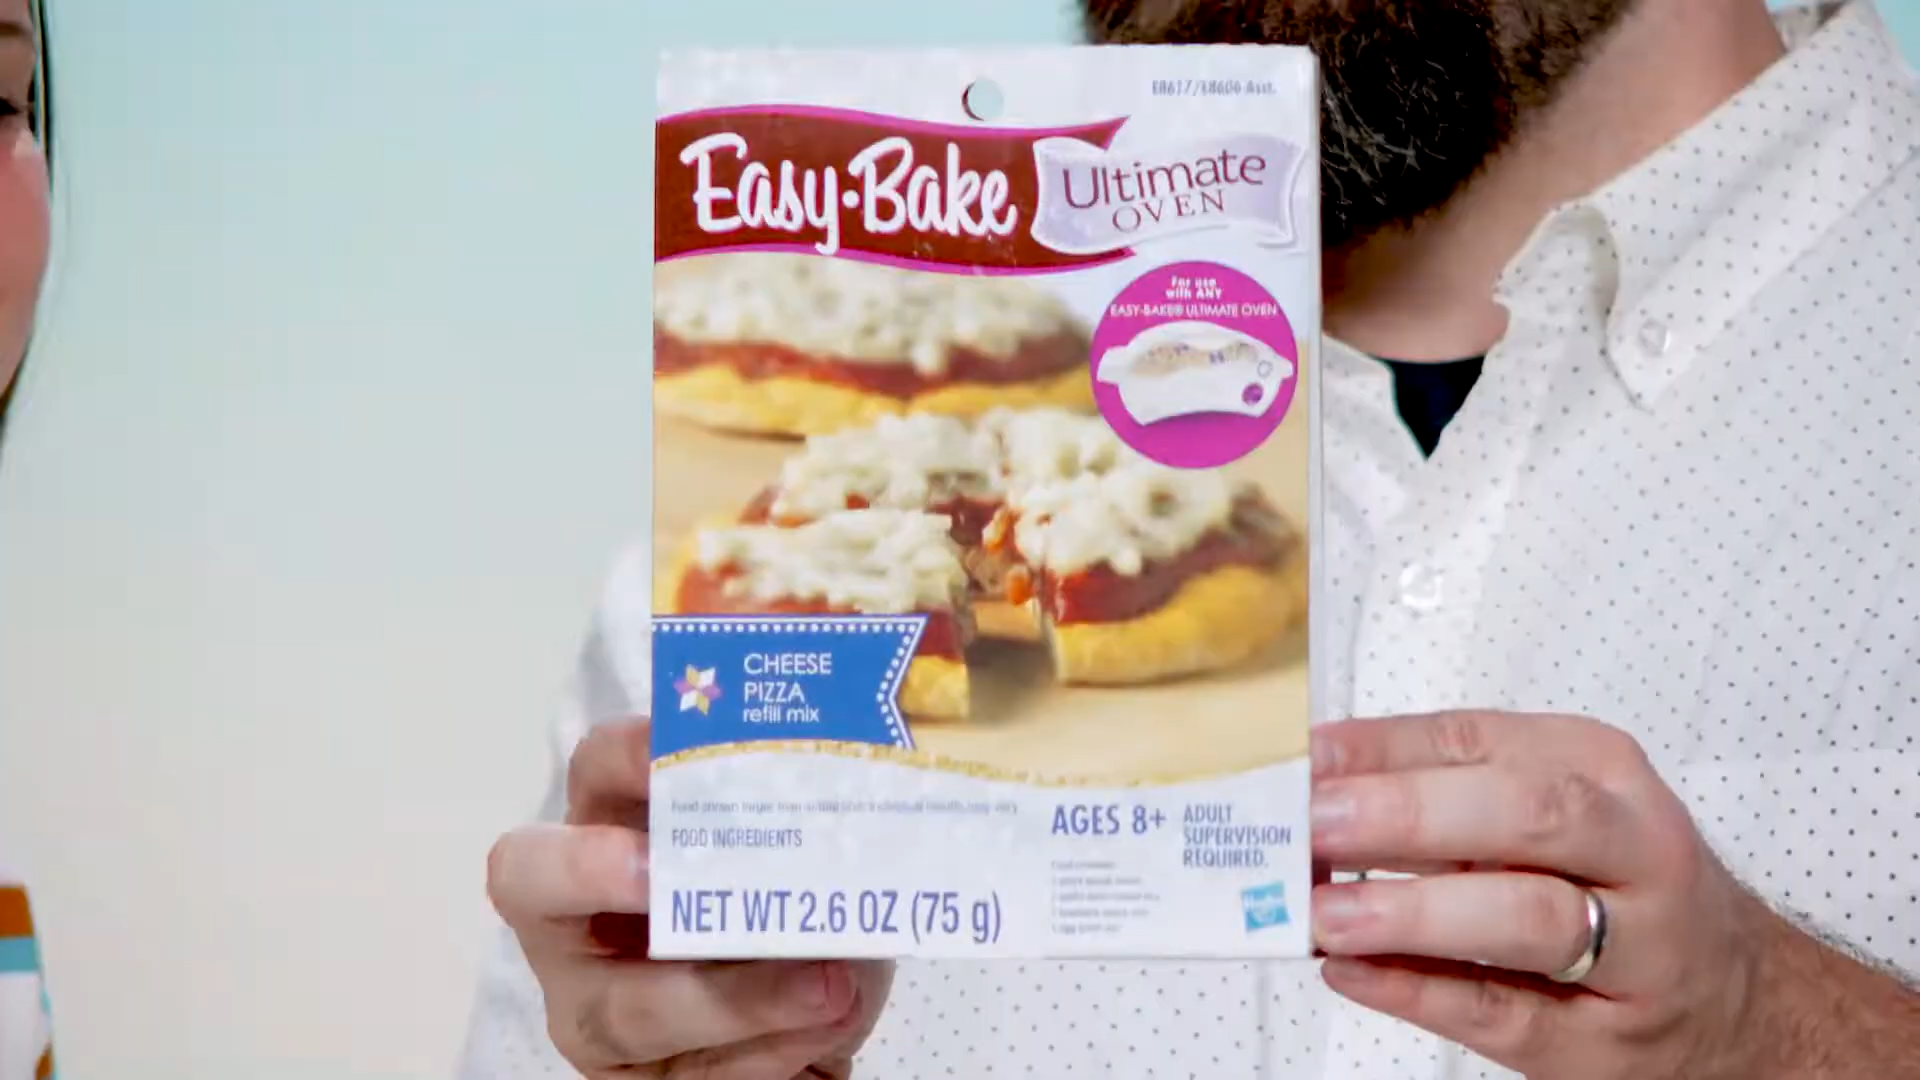 E8617/E8606 Asst.
Easy·Bake
Ultimate
OVEN
For use
with ANY
EASY-BAKE® ULTIMATE OVEN
CHEESE
PIZZA
refill mix
FOOD INGREDIENTS
AGES 8+
ADULT
SUPERVISION
REQUIRED.
NET WT 2.6 OZ (75 g)
Hasbro